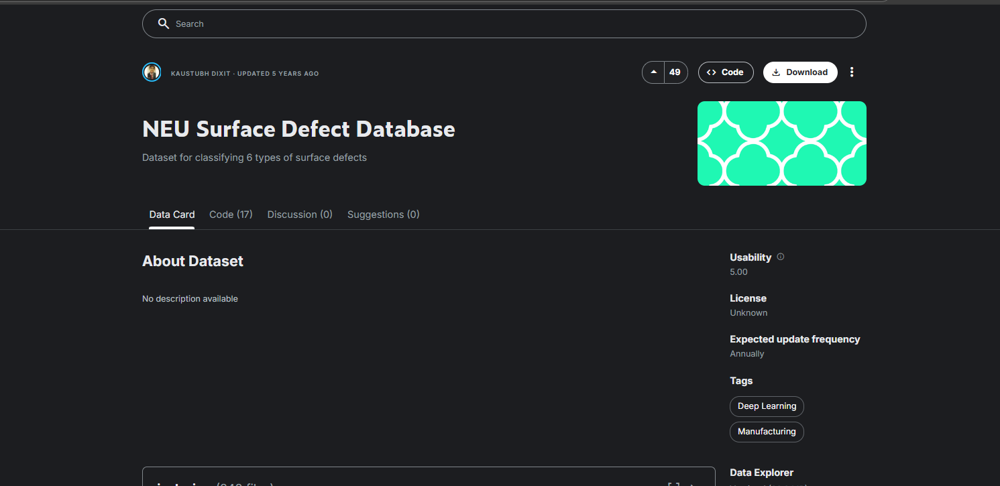 Search
KAUSTUBH DIXIT · UPDATED 5 YEARS AGO
49
Code
Download
NEU Surface Defect Database
Dataset for classifying 6 types of surface defects
Data Card
Code (17)
Discussion (0)
Suggestions (0)
About Dataset
No description available
Usability
5.00
License
Unknown
Expected update frequency
Annually
Tags
Deep Learning
Manufacturing
Data Explorer